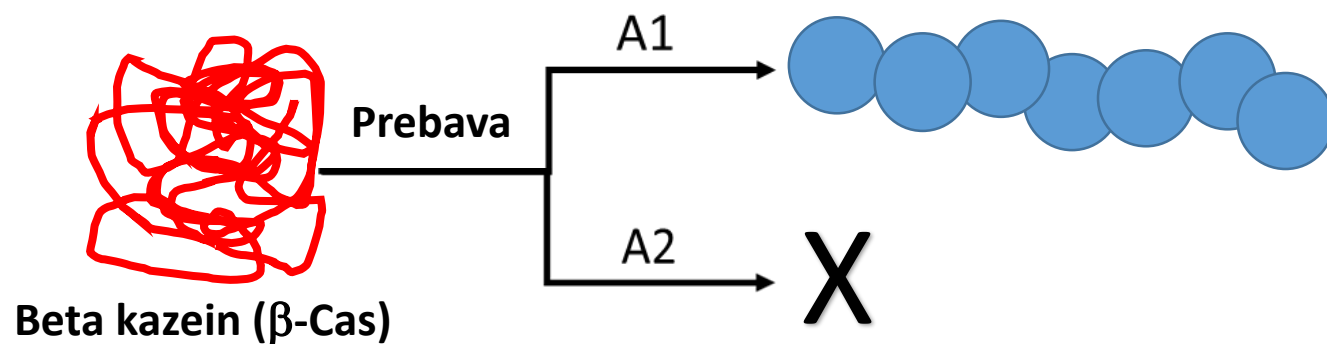 A1
Prebava
A2
X
Beta kazein (β-Cas)